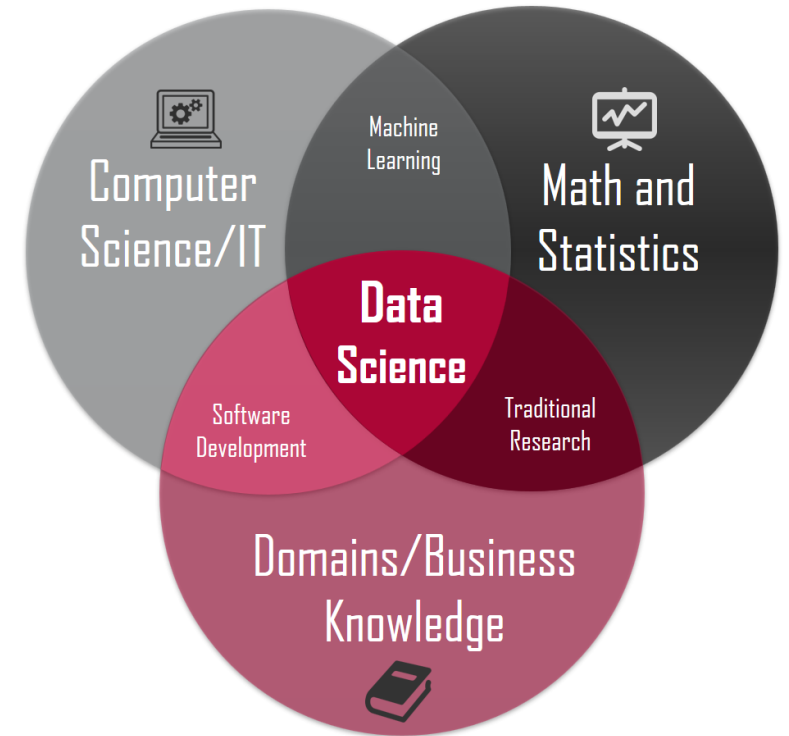 Machine
Learning
Computer
Science/IT
Math and
Statistics
Data
Science
Software
Development
Traditional
Research
Domains/Business
Knowledge